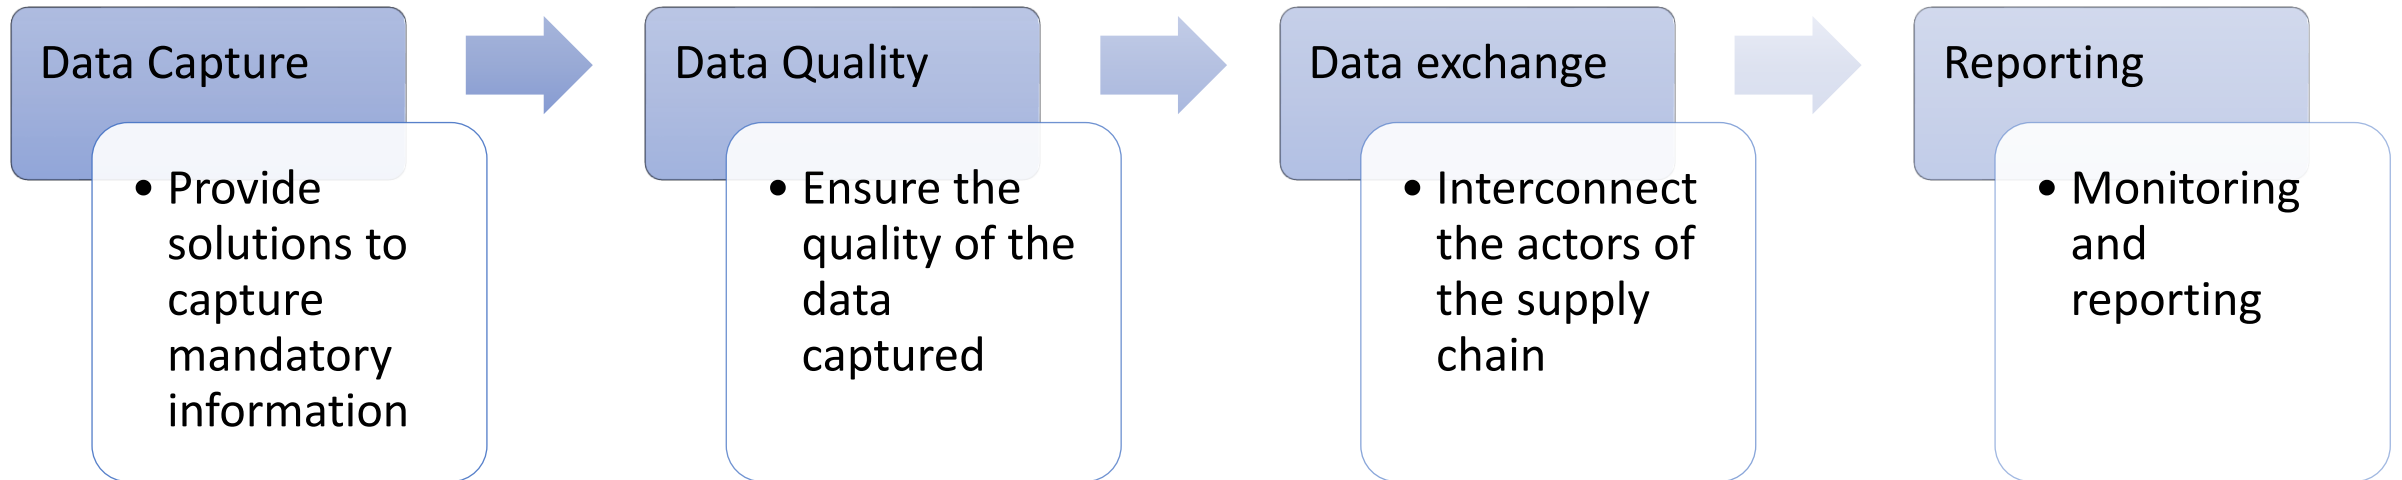 Data Capture
• Provide
solutions to
capture
mandatory
information
Data Quality
• Ensure the
quality of the
data
captured
Data exchange
• Interconnect
the actors of
the supply
chain
Reporting
• Monitoring
and
reporting